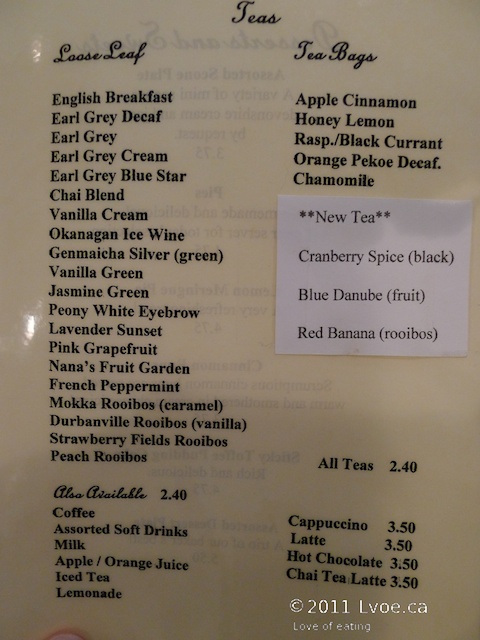 Teas
Loose Leaf
English Breakfast
Earl Grey Decaf
Earl Grey
Earl Grey Cream
Earl Grey Blue Star
Chai Blend
Vanilla Cream
Okanagan Ice Wine
Genmaicha Silver (green)
Vanilla Green
Jasmine Green
Peony White Eyebrow
Lavender Sunset
Pink Grapefruit
Nana's Fruit Garden
French Peppermint
Mokka Rooibos (caramel)
Durbanville Rooibos (vanilla)
Strawberry Fields Rooibos
Peach Rooibos
Tea Bags
Apple Cinnamon
Honey Lemon
Rasp./Black Currant
Orange Pekoe Decaf.
Chamomile
**New Tea**
Cranberry Spice (black)
Blue Danube (fruit)
Red Banana (rooibos)
All Teas 2.40
Also Available 2.40
Coffee
Assorted Soft Drinks
Milk
Apple / Orange Juice
Iced Tea
Lemonade
Cappuccino 3.50
Latte 3.50
Hot Chocolate 3.50
Chai Tea Latte 3.50
© 2011 Lvoe.ca
Love of eating